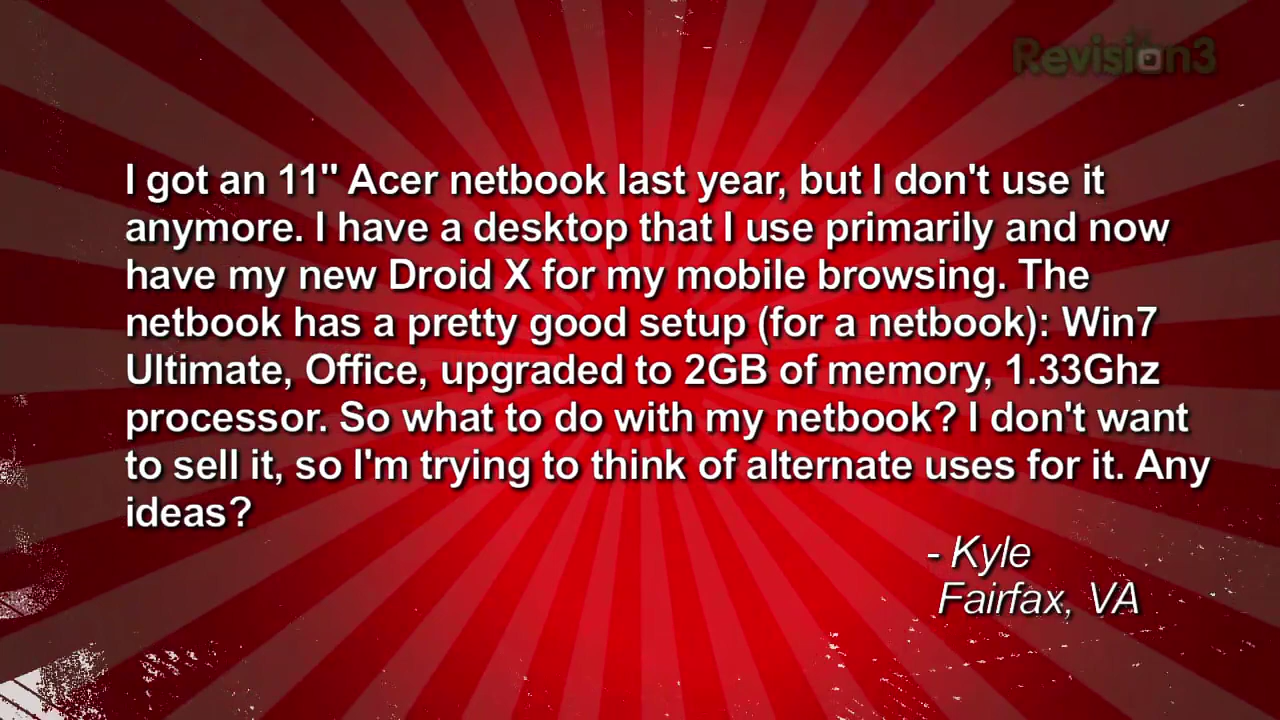 Revision3
I got an 11" Acer netbook last year, but I don't use it
anymore. I have a desktop that I use primarily and now
have my new Droid X for my mobile browsing. The
netbook has a pretty good setup (for a netbook): Win7
Ultimate, Office, upgraded to 2GB of memory, 1.33Ghz
processor. So what to do with my netbook? I don't want
to sell it, so I'm trying to think of alternate uses for it. Any
ideas?
- Kyle
Fairfax, VA